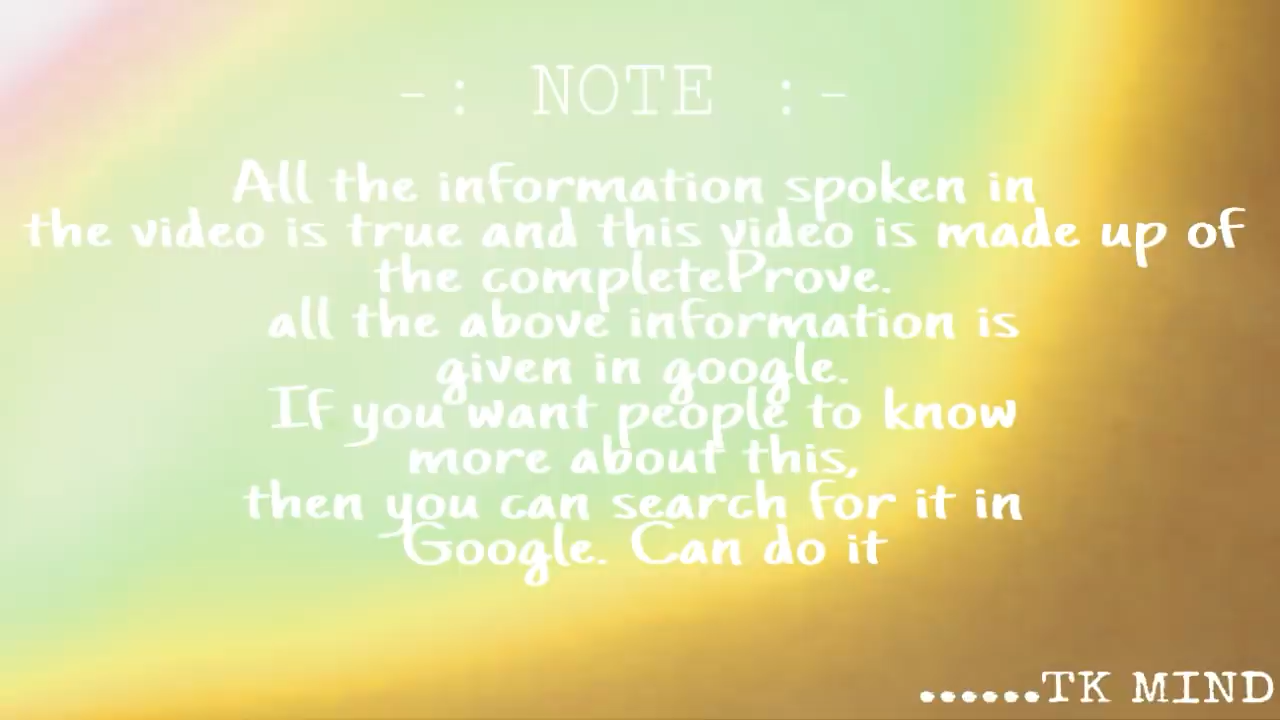 -: NOTE :-
All the information spoken in
the video is true and this video is made up of
the completeProve.
all the above information is
given in google.
If you want people to know
more about this,
then you can search for it in
Google. Can do it
......TK MIND